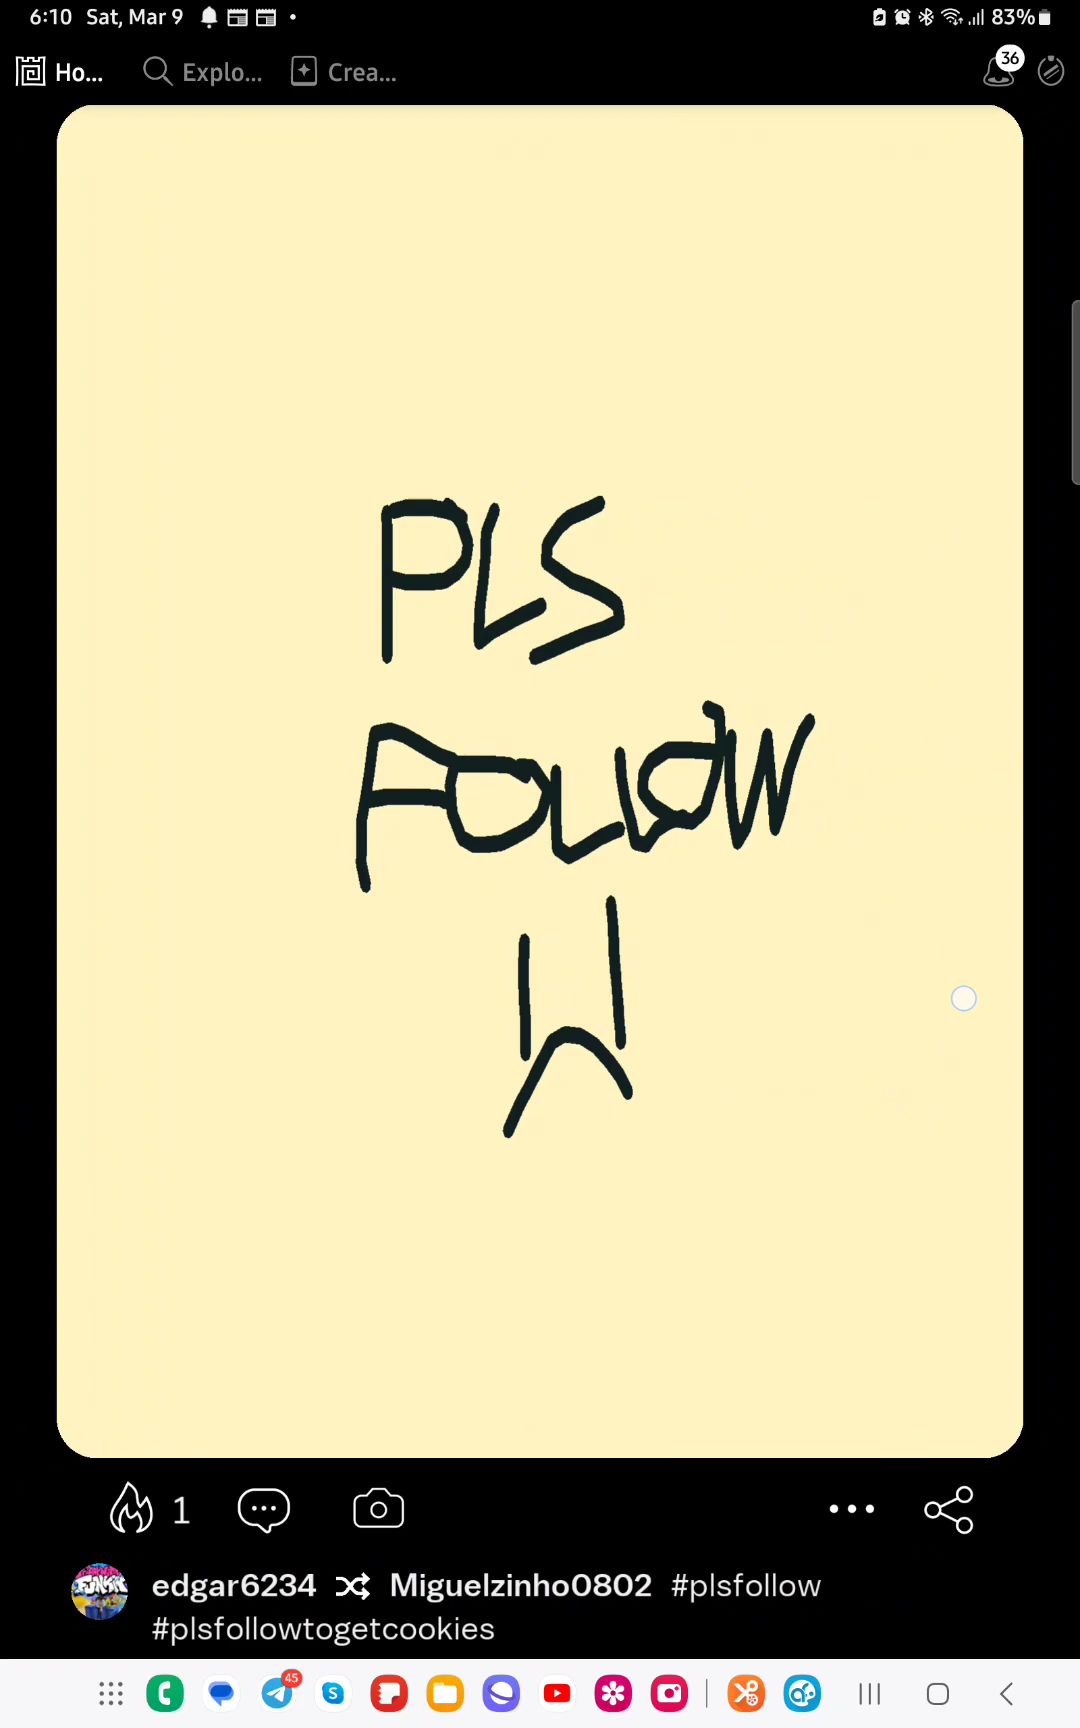 6:10 Sat, Mar 9 83%
Ho... Explo... Crea... 36
PLS
FOLLOW
1
edgar6234 Miguelzinho0802 #plsfollow
#plsfollowtogetcookies
45